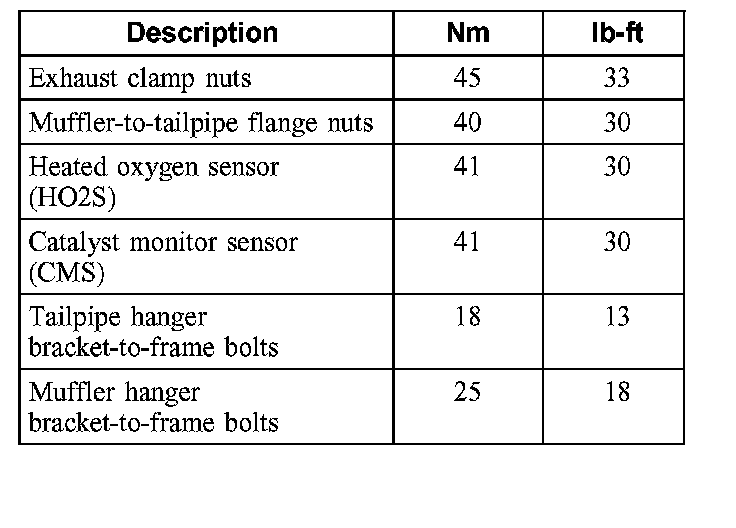 Description Nm lb-ft
Exhaust clamp nuts 45 33
Muffler-to-tailpipe flange nuts 40 30
Heated oxygen sensor 41 30
(HO2S)
Catalyst monitor sensor 41 30
(CMS)
Tailpipe hanger 18 13
bracket-to-frame bolts
Muffler hanger 25 18
bracket-to-frame bolts